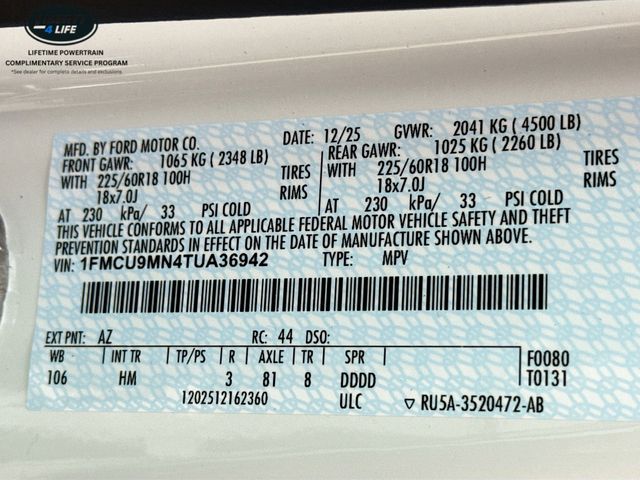 4 LIFE
LIFETIME POWERTRAIN
COMPLIMENTARY SERVICE PROGRAM
*See dealer for complete details and exclusions.
MFD. BY FORD MOTOR CO.
DATE: 12/25 GVWR: 2041 KG ( 4500 LB)
FRONT GAWR: 1065 KG ( 2348 LB) REAR GAWR: 1025 KG ( 2260 LB)
WITH 225/60R18 100H TIRES WITH 225/60R18 100H TIRES
18x7.0J RIMS 18x7.0J RIMS
AT 230 kPa/ 33 PSI COLD AT 230 kPa/ 33 PSI COLD
THIS VEHICLE CONFORMS TO ALL APPLICABLE FEDERAL MOTOR VEHICLE SAFETY AND THEFT
PREVENTION STANDARDS IN EFFECT ON THE DATE OF MANUFACTURE SHOWN ABOVE.
VIN: 1FMCU9MN4TUA36942 TYPE: MPV
EXT PNT: AZ RC: 44 DSO:
WB INT TR TP/PS R AXLE TR SPR F0080
106 HM 3 81 8 DDDD T0131
1202512162360 ULC ▽ RU5A-3520472-AB